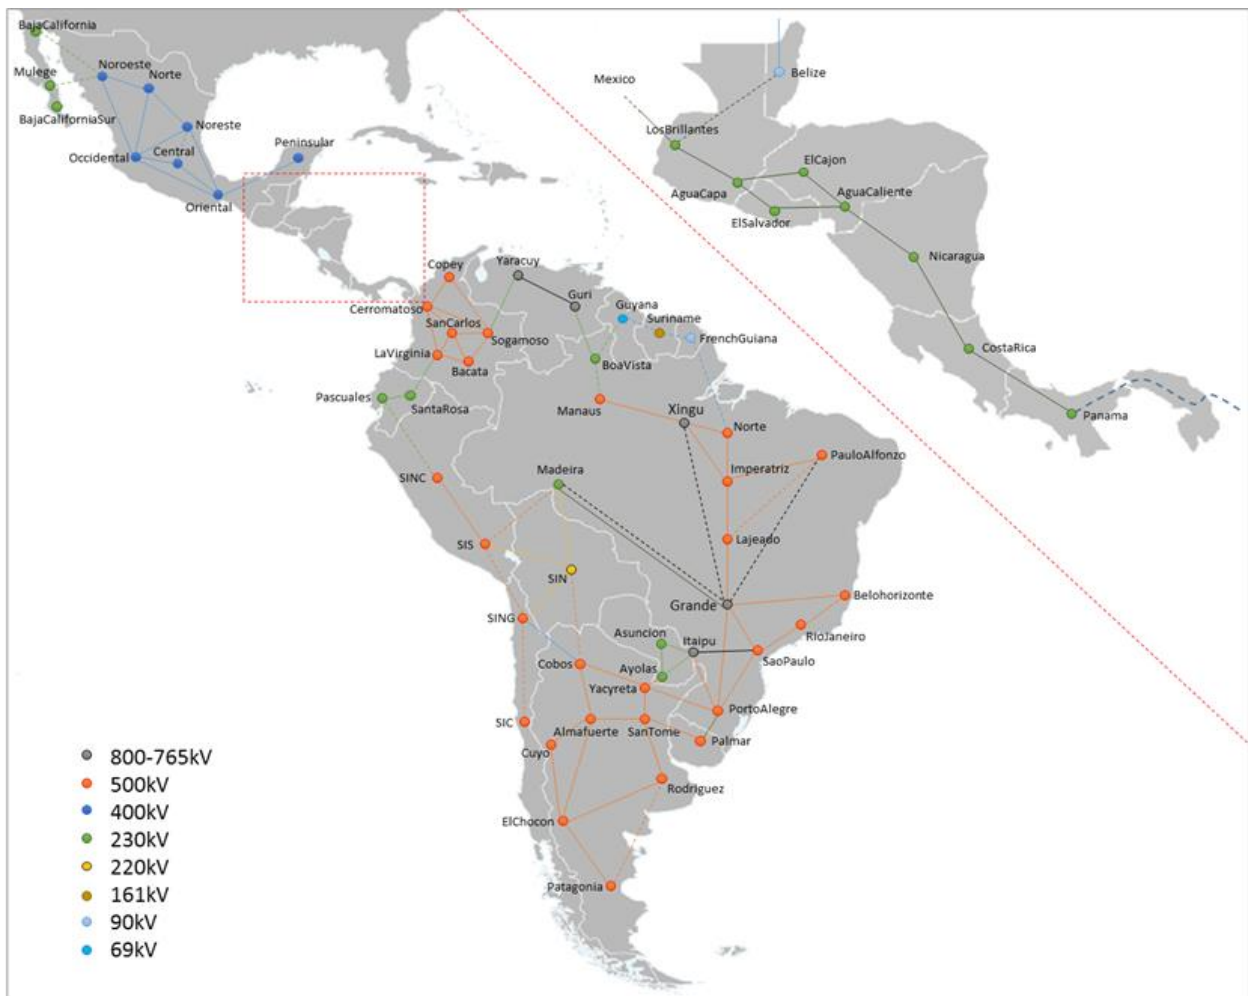 BajaCalifornia
Noroeste
Norte
Mulege
BajaCaliforniaSur
Noreste
Occidental
Central
Peninsular
Oriental
Mexico
Belize
LosBrillantes
ElCajon
AguaCapa
AguaCaliente
ElSalvador
Nicaragua
CostaRica
Panama
Copey
Yaracuy
Guri
Cerromatoso
SanCarlos
Sogamoso
LaVirginia
Bacata
Guyana
Suriname
FrenchGuiana
BoaVista
Pascuales
SantaRosa
Manaus
Xingu
Norte
Imperatriz
PauloAlfonzo
Madeira
SINC
SIS
Lajeado
SIN
Grande
Belohorizonte
SING
Asuncion
Itaipu
RioJaneiro
SaoPaulo
Cobos
Ayolas
Yacyreta
PortoAlegre
SIC
Almafuerte
SanTome
Palmar
Cuyo
Rodriguez
ElChocon
Patagonia
800-765kV
500kV
400kV
230kV
220kV
161kV
90kV
69kV